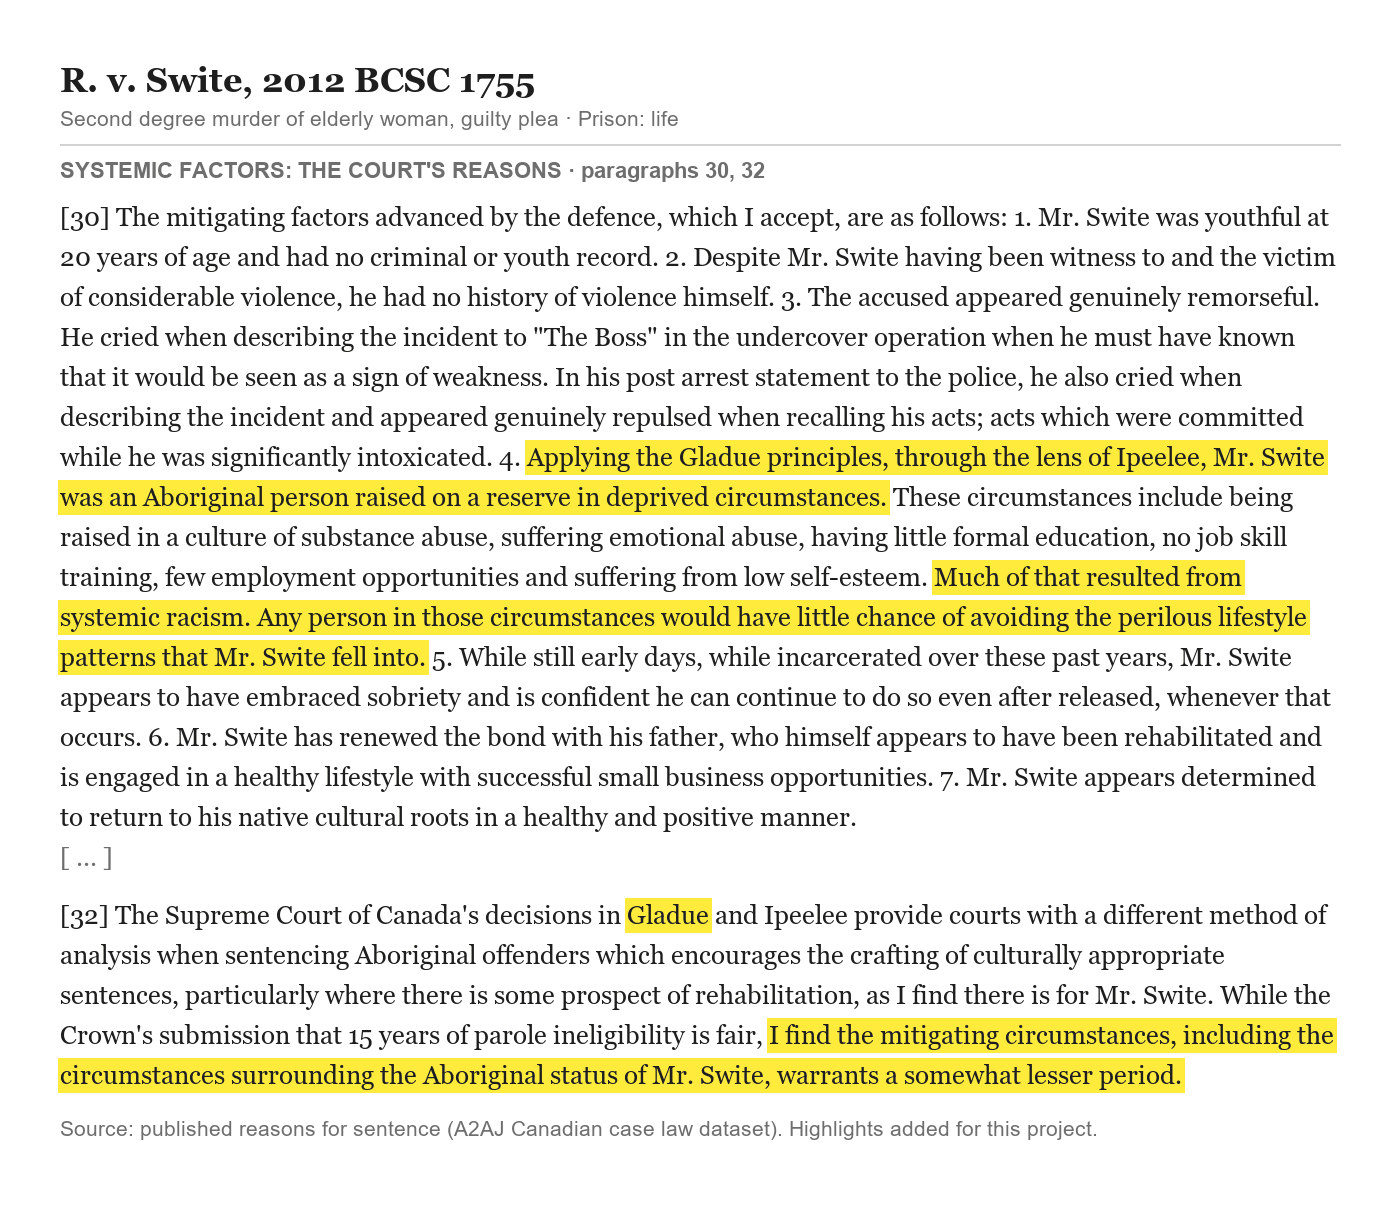 R. v. Swite, 2012 BCSC 1755
Second degree murder of elderly woman, guilty plea · Prison: life
SYSTEMIC FACTORS: THE COURT'S REASONS · paragraphs 30, 32
[30] The mitigating factors advanced by the defence, which I accept, are as follows: 1. Mr. Swite was youthful at
20 years of age and had no criminal or youth record. 2. Despite Mr. Swite having been witness to and the victim
of considerable violence, he had no history of violence himself. 3. The accused appeared genuinely remorseful.
He cried when describing the incident to "The Boss" in the undercover operation when he must have known
that it would be seen as a sign of weakness. In his post arrest statement to the police, he also cried when
describing the incident and appeared genuinely repulsed when recalling his acts; acts which were committed
while he was significantly intoxicated. 4. Applying the Gladue principles, through the lens of Ipeelee, Mr. Swite
was an Aboriginal person raised on a reserve in deprived circumstances. These circumstances include being
raised in a culture of substance abuse, suffering emotional abuse, having little formal education, no job skill
training, few employment opportunities and suffering from low self-esteem. Much of that resulted from
systemic racism. Any person in those circumstances would have little chance of avoiding the perilous lifestyle
patterns that Mr. Swite fell into. 5. While still early days, while incarcerated over these past years, Mr. Swite
appears to have embraced sobriety and is confident he can continue to do so even after released, whenever that
occurs. 6. Mr. Swite has renewed the bond with his father, who himself appears to have been rehabilitated and
is engaged in a healthy lifestyle with successful small business opportunities. 7. Mr. Swite appears determined
to return to his native cultural roots in a healthy and positive manner.
[ ... ]
[32] The Supreme Court of Canada's decisions in Gladue and Ipeelee provide courts with a different method of
analysis when sentencing Aboriginal offenders which encourages the crafting of culturally appropriate
sentences, particularly where there is some prospect of rehabilitation, as I find there is for Mr. Swite. While the
Crown's submission that 15 years of parole ineligibility is fair, I find the mitigating circumstances, including the
circumstances surrounding the Aboriginal status of Mr. Swite, warrants a somewhat lesser period.
Source: published reasons for sentence (A2AJ Canadian case law dataset). Highlights added for this project.